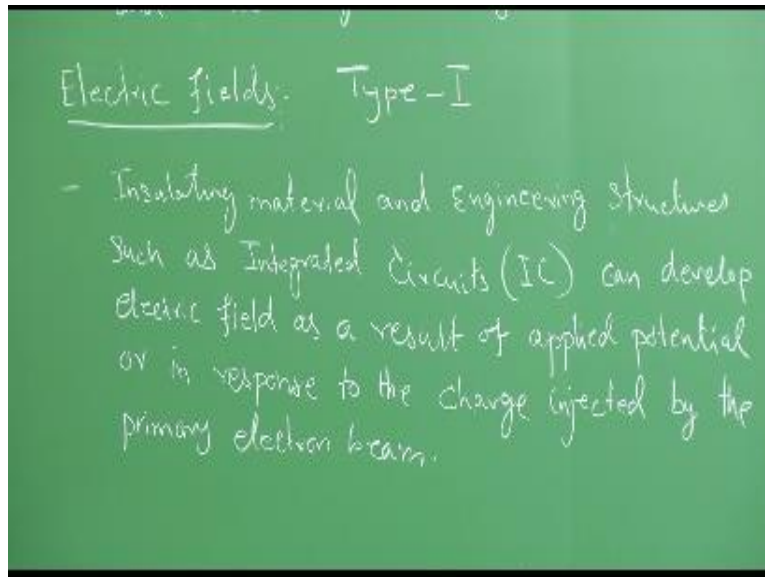 Electric fields. Type-I
- Insulating material and Engineering structures
Such as Integrated Circuits (IC) can develop
electric field as a result of applied potential
or in response to the charge injected by the
primary electron beam.